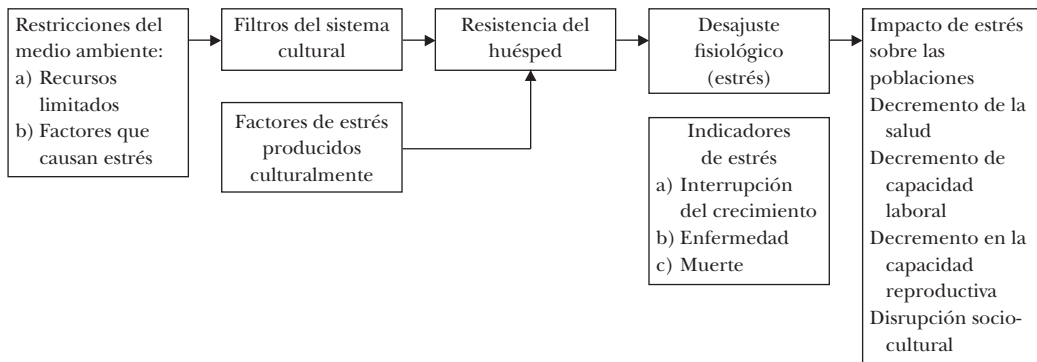 Restricciones del
medio ambiente:
a) Recursos
limitados
b) Factores que
causan estrés
Filtros del sistema
cultural
Factores de estrés
producidos
culturalmente
Resistencia del
huésped
Desajuste
fisiológico
(estrés)
Indicadores
de estrés
a) Interrupción
del crecimiento
b) Enfermedad
c) Muerte
Impacto de estrés
sobre las
poblaciones
Decremento de la
salud
Decremento de
capacidad
laboral
Decremento en la
capacidad
reproductiva
Disrupción socio-
cultural